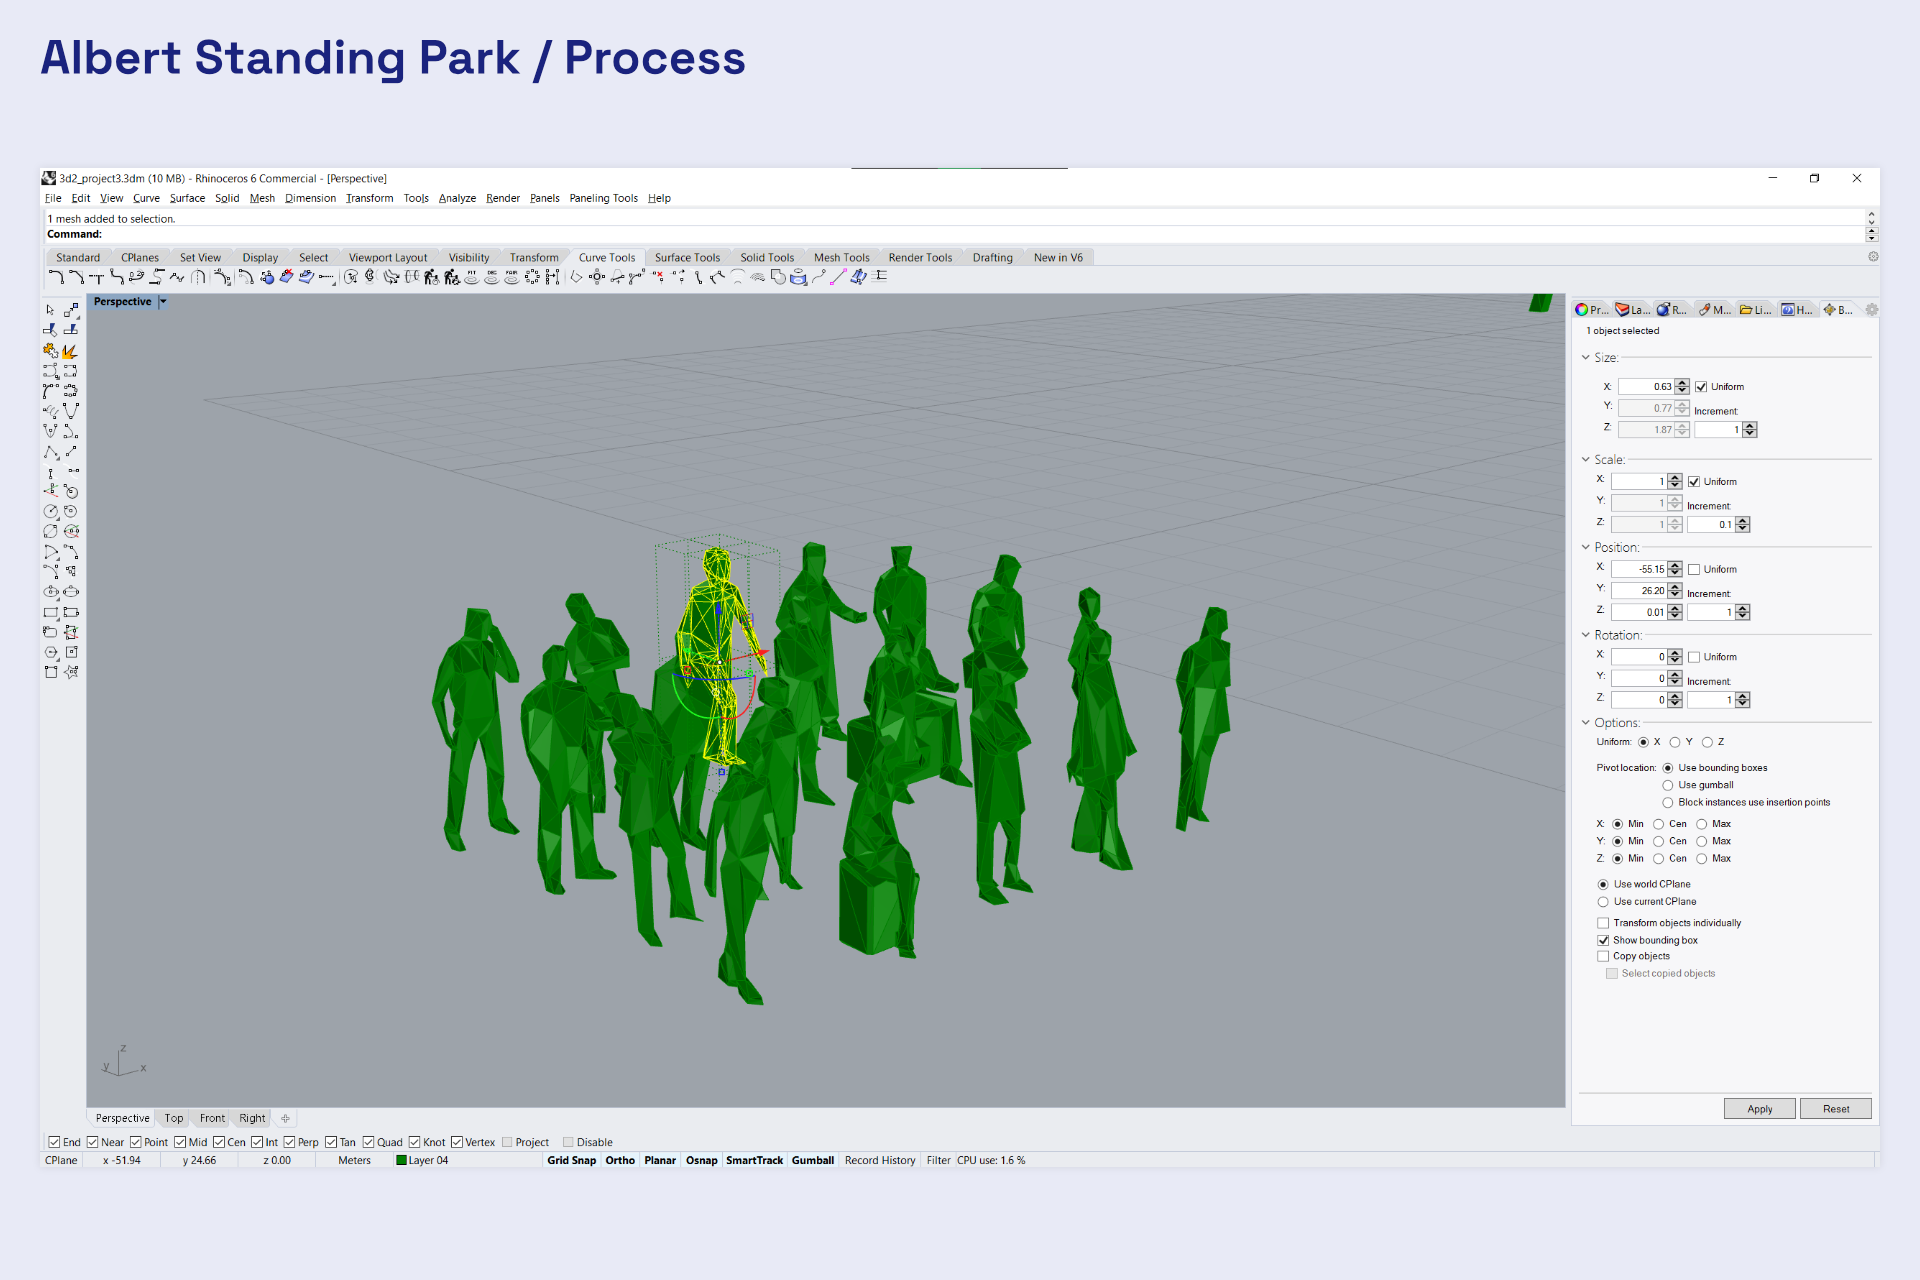 Albert Standing Park / Process
3d2_project3.3dm (10 MB) - Rhinoceros 6 Commercial - [Perspective]
File Edit View Curve Surface Solid Mesh Dimension Transform Tools Analyze Render Panels Paneling Tools Help
1 mesh added to selection.
Command:
Standard CPlanes Set View Display Select Viewport Layout Visibility Transform Curve Tools Surface Tools Solid Tools Mesh Tools Render Tools Drafting New in V6
Perspective
Pr... La... R... M... Li... H... B...
1 object selected
Size:
X: 0.63 Uniform
Y: 0.77 Increment:
Z: 1.87 1
Scale:
X: 1 Uniform
Y: 1 Increment:
Z: 1 0.1
Position:
X: -55.15 Uniform
Y: 26.20 Increment:
Z: 0.01 1
Rotation:
X: 0 Uniform
Y: 0 Increment:
Z: 0 1
Options:
Uniform: X Y Z
Pivot location: Use bounding boxes
Use gumball
Block instances use insertion points
X: Min Cen Max
Y: Min Cen Max
Z: Min Cen Max
Use world CPlane
Use current CPlane
Transform objects individually
Show bounding box
Copy objects
Select copied objects
z
y x
Apply Reset
Perspective Top Front Right
End Near Point Mid Cen Int Perp Tan Quad Knot Vertex Project Disable
CPlane x -51.94 y 24.66 z 0.00 Meters Layer 04 Grid Snap Ortho Planar Osnap SmartTrack Gumball Record History Filter CPU use: 1.6 %